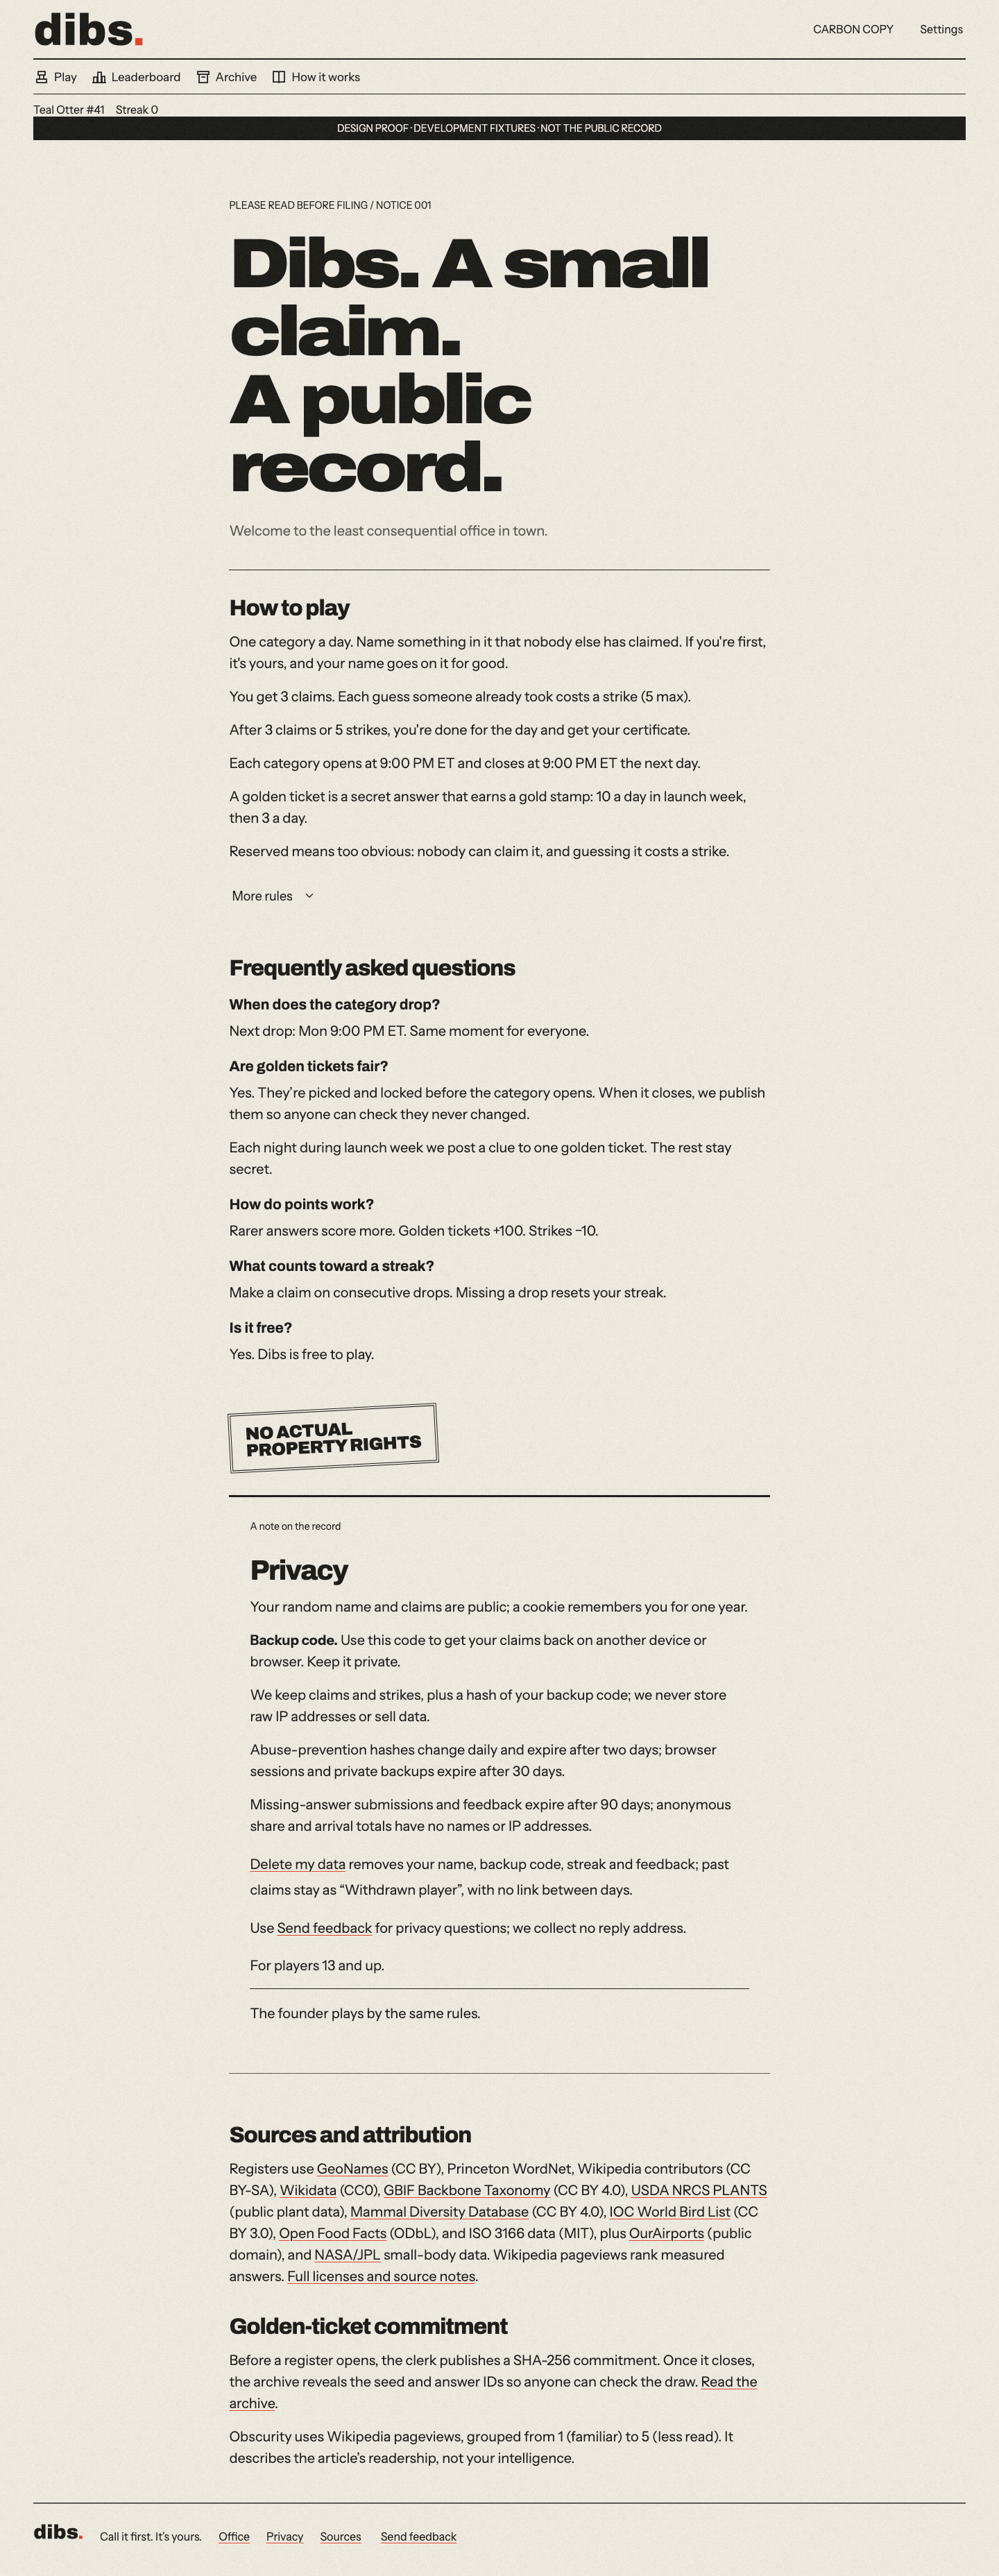 dibs.
CARBON COPY Settings
Play Leaderboard Archive How it works
Teal Otter #41 Streak 0
DESIGN PROOF · DEVELOPMENT FIXTURES · NOT THE PUBLIC RECORD
PLEASE READ BEFORE FILING / NOTICE 001
Dibs. A small
claim.
A public
record.
Welcome to the least consequential office in town.
How to play
One category a day. Name something in it that nobody else has claimed. If you're first,
it's yours, and your name goes on it for good.
You get 3 claims. Each guess someone already took costs a strike (5 max).
After 3 claims or 5 strikes, you're done for the day and get your certificate.
Each category opens at 9:00 PM ET and closes at 9:00 PM ET the next day.
A golden ticket is a secret answer that earns a gold stamp: 10 a day in launch week,
then 3 a day.
Reserved means too obvious: nobody can claim it, and guessing it costs a strike.
More rules
Frequently asked questions
When does the category drop?
Next drop: Mon 9:00 PM ET. Same moment for everyone.
Are golden tickets fair?
Yes. They’re picked and locked before the category opens. When it closes, we publish
them so anyone can check they never changed.
Each night during launch week we post a clue to one golden ticket. The rest stay
secret.
How do points work?
Rarer answers score more. Golden tickets +100. Strikes −10.
What counts toward a streak?
Make a claim on consecutive drops. Missing a drop resets your streak.
Is it free?
Yes. Dibs is free to play.
NO ACTUAL
PROPERTY RIGHTS
A note on the record
Privacy
Your random name and claims are public; a cookie remembers you for one year.
Backup code. Use this code to get your claims back on another device or
browser. Keep it private.
We keep claims and strikes, plus a hash of your backup code; we never store
raw IP addresses or sell data.
Abuse-prevention hashes change daily and expire after two days; browser
sessions and private backups expire after 30 days.
Missing-answer submissions and feedback expire after 90 days; anonymous
share and arrival totals have no names or IP addresses.
Delete my data removes your name, backup code, streak and feedback; past
claims stay as “Withdrawn player”, with no link between days.
Use Send feedback for privacy questions; we collect no reply address.
For players 13 and up.
The founder plays by the same rules.
Sources and attribution
Registers use GeoNames (CC BY), Princeton WordNet, Wikipedia contributors (CC
BY-SA), Wikidata (CC0), GBIF Backbone Taxonomy (CC BY 4.0), USDA NRCS PLANTS
(public plant data), Mammal Diversity Database (CC BY 4.0), IOC World Bird List (CC
BY 3.0), Open Food Facts (ODbL), and ISO 3166 data (MIT), plus OurAirports (public
domain), and NASA/JPL small-body data. Wikipedia pageviews rank measured
answers. Full licenses and source notes.
Golden-ticket commitment
Before a register opens, the clerk publishes a SHA-256 commitment. Once it closes,
the archive reveals the seed and answer IDs so anyone can check the draw. Read the
archive.
Obscurity uses Wikipedia pageviews, grouped from 1 (familiar) to 5 (less read). It
describes the article’s readership, not your intelligence.
dibs. Call it first. It’s yours. Office Privacy Sources Send feedback